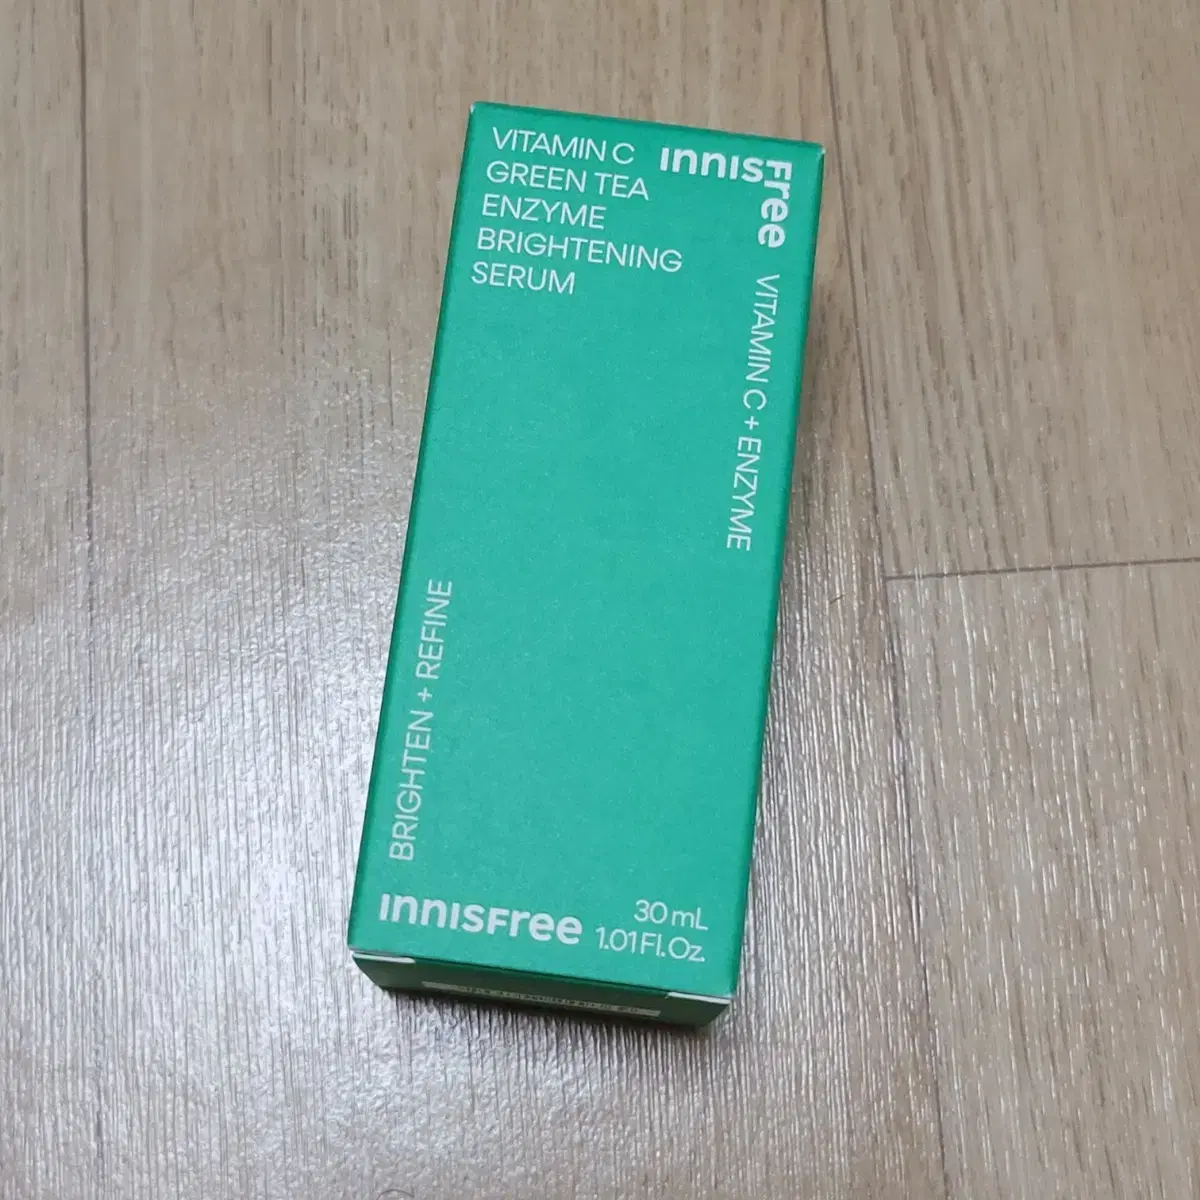 VITAMIN C
GREEN TEA
ENZYME
BRIGHTENING
SERUM
INNISFree
VITAMIN C + ENZYME
BRIGHTEN + REFINE
INNISFree
30 mL
1.01 Fl. Oz.